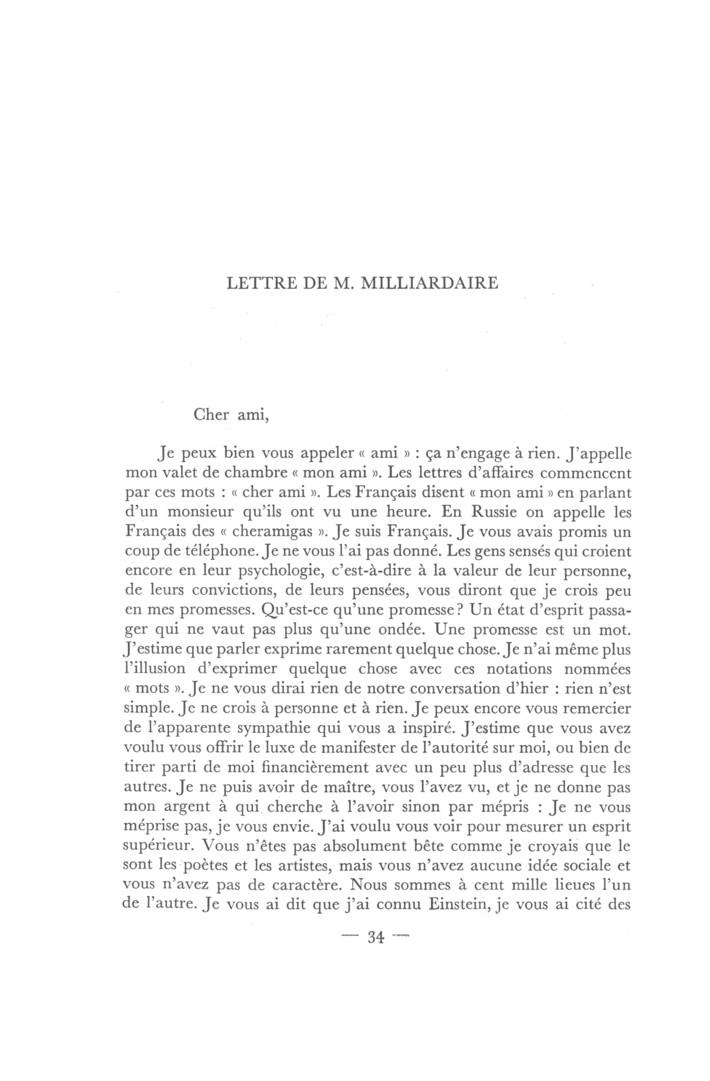 LETTRE DE M. MILLIARDAIRE
Cher ami,
Je peux bien vous appeler « ami » : ça n'engage à rien. J'appelle
mon valet de chambre « mon ami ». Les lettres d'affaires commencent
par ces mots : « cher ami ». Les Français disent « mon ami » en parlant
d'un monsieur qu'ils ont vu une heure. En Russie on appelle les
Français des « cheramigas ». Je suis Français. Je vous avais promis un
coup de téléphone. Je ne vous l'ai pas donné. Les gens sensés qui croient
encore en leur psychologie, c'est-à-dire à la valeur de leur personne,
de leurs convictions, de leurs pensées, vous diront que je crois peu
en mes promesses. Qu'est-ce qu'une promesse ? Un état d'esprit passa-
ger qui ne vaut pas plus qu'une ondée. Une promesse est un mot.
J'estime que parler exprime rarement quelque chose. Je n'ai même plus
l'illusion d'exprimer quelque chose avec ces notations nommées
« mots ». Je ne vous dirai rien de notre conversation d'hier : rien n'est
simple. Je ne crois à personne et à rien. Je peux encore vous remercier
de l'apparente sympathie qui vous a inspiré. J'estime que vous avez
voulu vous offrir le luxe de manifester de l'autorité sur moi, ou bien de
tirer parti de moi financièrement avec un peu plus d'adresse que les
autres. Je ne puis avoir de maître, vous l'avez vu, et je ne donne pas
mon argent à qui cherche à l'avoir sinon par mépris : Je ne vous
méprise pas, je vous envie. J'ai voulu vous voir pour mesurer un esprit
supérieur. Vous n'êtes pas absolument bête comme je croyais que le
sont les poètes et les artistes, mais vous n'avez aucune idée sociale et
vous n'avez pas de caractère. Nous sommes à cent mille lieues l'un
de l'autre. Je vous ai dit que j'ai connu Einstein, je vous ai cité des
— 34 —